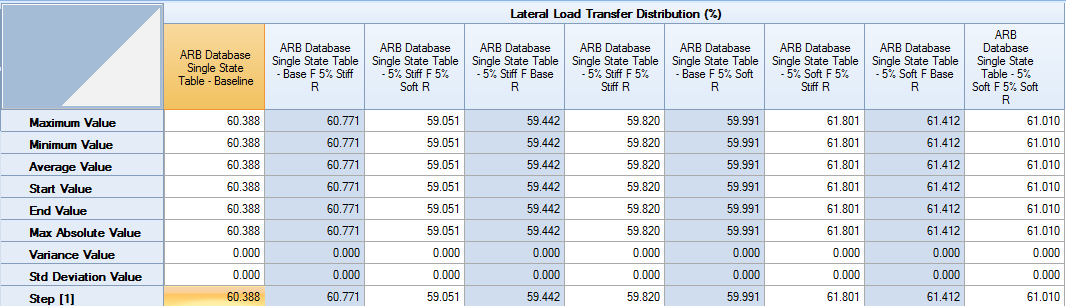 Lateral Load Transfer Distribution (%)
ARB Database Single State Table - Baseline	ARB Database Single State Table - Base F 5% Stiff R	ARB Database Single State Table - 5% Stiff F 5% Soft R	ARB Database Single State Table - 5% Stiff F Base R	ARB Database Single State Table - 5% Stiff F 5% Stiff R	ARB Database Single State Table - Base F 5% Soft R	ARB Database Single State Table - 5% Soft F 5% Stiff R	ARB Database Single State Table - 5% Soft F Base R	ARB Database Single State Table - 5% Soft F 5% Soft R
Maximum Value	60.388	60.771	59.051	59.442	59.820	59.991	61.801	61.412	61.010
Minimum Value	60.388	60.771	59.051	59.442	59.820	59.991	61.801	61.412	61.010
Average Value	60.388	60.771	59.051	59.442	59.820	59.991	61.801	61.412	61.010
Start Value	60.388	60.771	59.051	59.442	59.820	59.991	61.801	61.412	61.010
End Value	60.388	60.771	59.051	59.442	59.820	59.991	61.801	61.412	61.010
Max Absolute Value	60.388	60.771	59.051	59.442	59.820	59.991	61.801	61.412	61.010
Variance Value	0.000	0.000	0.000	0.000	0.000	0.000	0.000	0.000	0.000
Std Deviation Value	0.000	0.000	0.000	0.000	0.000	0.000	0.000	0.000	0.000
Step [1]	60.388	60.771	59.051	59.442	59.820	59.991	61.801	61.412	61.010